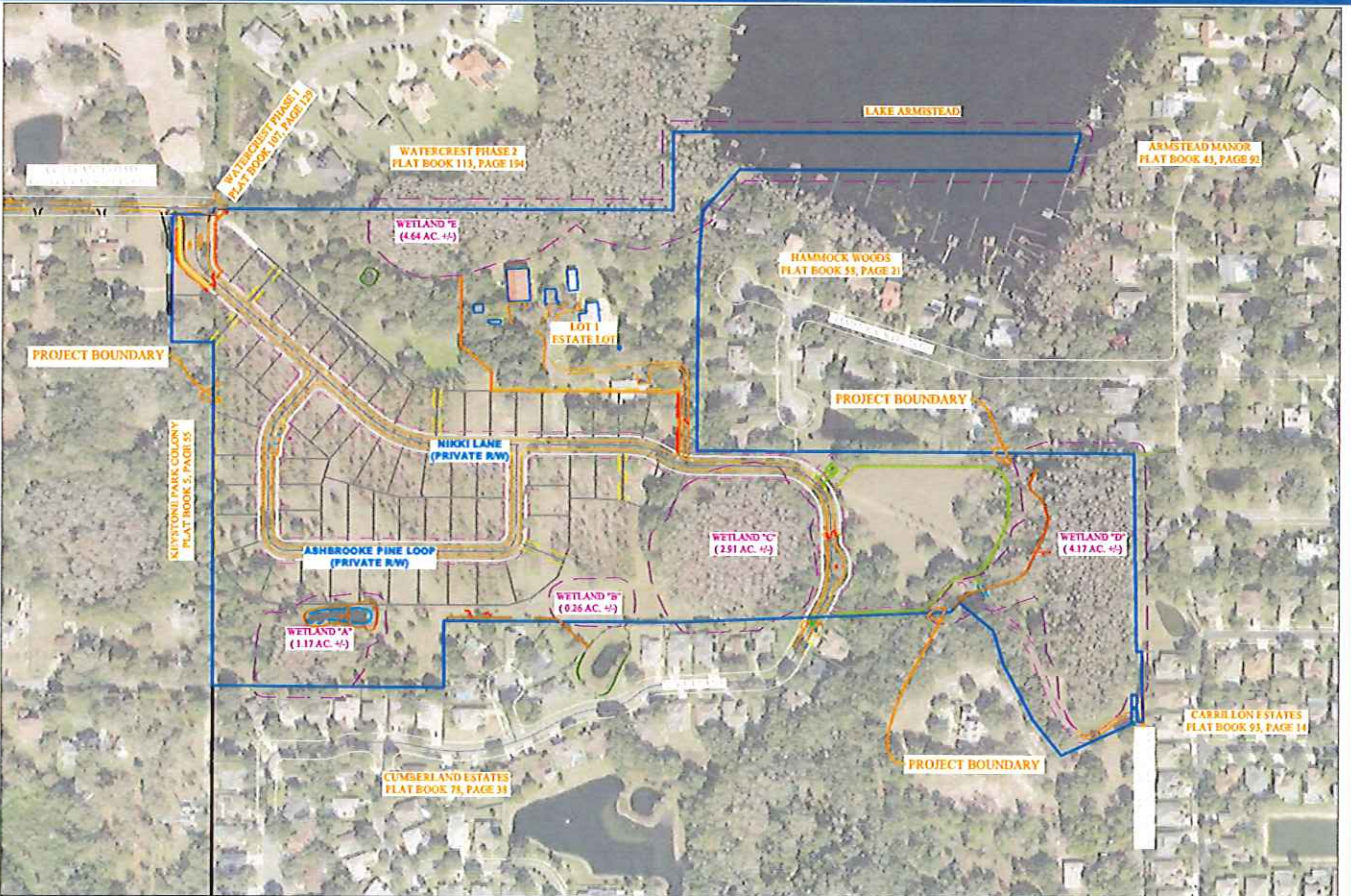 LAKE ARMISTEAD
WATERCREST PHASE 1
PLAT BOOK 107, PAGE 129
WATERCREST PHASE 2
PLAT BOOK 113, PAGE 194
ARMSTEAD MANOR
PLAT BOOK 43, PAGE 92
WETLAND "E"
(4.64 AC. +/-)
HAMMOCK WOODS
PLAT BOOK 58, PAGE 21
LOT 1
ESTATE LOT
PROJECT BOUNDARY
PROJECT BOUNDARY
KEYSTONE PARK COLONY
PLAT BOOK 5, PAGE 55
NIKKI LANE
(PRIVATE R/W)
WETLAND "C"
(2.91 AC. +/-)
WETLAND "D"
(4.17 AC. +/-)
ASHBROOKE PINE LOOP
(PRIVATE R/W)
WETLAND "B"
(0.26 AC. +/-)
WETLAND "A"
(1.17 AC. +/-)
CARRILLON ESTATES
PLAT BOOK 93, PAGE 14
PROJECT BOUNDARY
CUMBERLAND ESTATES
PLAT BOOK 78, PAGE 38